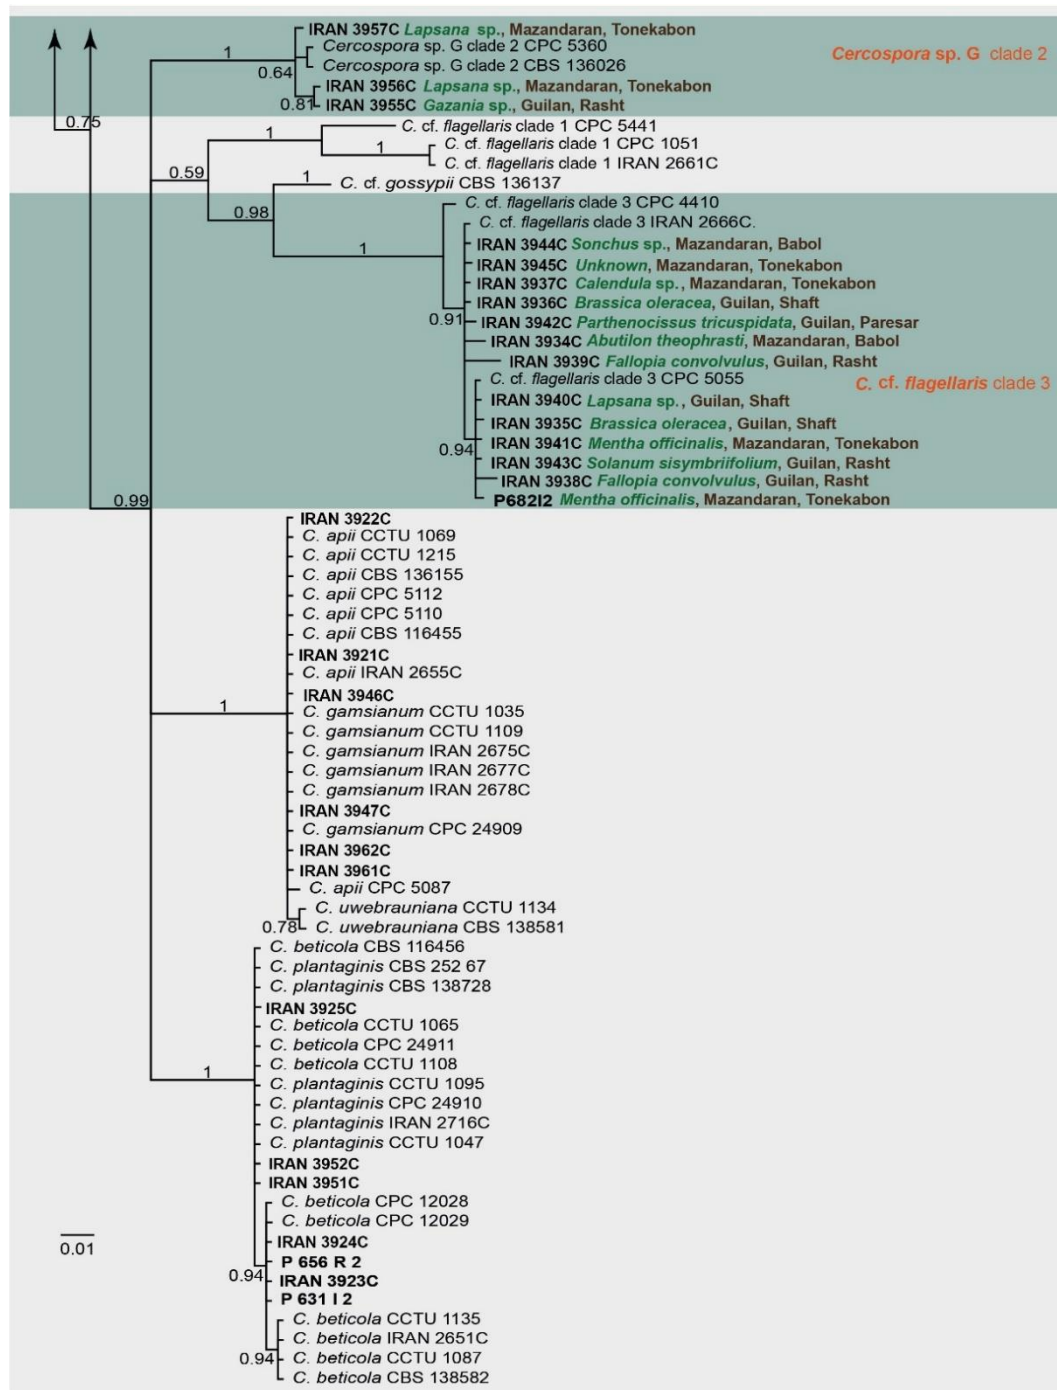 IRAN 3957C Lapsana sp., Mazandaran, Tonekabon
1
Cercospora sp. G clade 2 CPC 5360
Cercospora sp. G clade 2
Cercospora sp. G clade 2 CBS 136026
0.64
IRAN 3956C Lapsana sp., Mazandaran, Tonekabon
0.81
IRAN 3955C Gazania sp., Guilan, Rasht
0.75
C. cf. flagellaris clade 1 CPC 5441
1
C. cf. flagellaris clade 1 CPC 1051
1
C. cf. flagellaris clade 1 IRAN 2661C
0.59
1
C. cf. gossypii CBS 136137
0.98
C. cf. flagellaris clade 3 CPC 4410
C. cf. flagellaris clade 3 IRAN 2666C.
1
IRAN 3944C Sonchus sp., Mazandaran, Babol
IRAN 3945C Unknown, Mazandaran, Tonekabon
IRAN 3937C Calendula sp., Mazandaran, Tonekabon
IRAN 3936C Brassica oleracea, Guilan, Shaft
0.91
IRAN 3942C Parthenocissus tricuspidata, Guilan, Paresar
IRAN 3934C Abutilon theophrasti, Mazandaran, Babol
IRAN 3939C Fallopia convolvulus, Guilan, Rasht
C. cf. flagellaris clade 3 CPC 5055
C. cf. flagellaris clade 3
IRAN 3940C Lapsana sp., Guilan, Shaft
IRAN 3935C Brassica oleracea, Guilan, Shaft
IRAN 3941C Mentha officinalis, Mazandaran, Tonekabon
0.94
IRAN 3943C Solanum sisymbriifolium, Guilan, Rasht
IRAN 3938C Fallopia convolvulus, Guilan, Rasht
P682I2 Mentha officinalis, Mazandaran, Tonekabon
0.99
IRAN 3922C
C. apii CCTU 1069
C. apii CCTU 1215
C. apii CBS 136155
C. apii CPC 5112
C. apii CPC 5110
C. apii CBS 116455
IRAN 3921C
C. apii IRAN 2655C
IRAN 3946C
1
C. gamsianum CCTU 1035
C. gamsianum CCTU 1109
C. gamsianum IRAN 2675C
C. gamsianum IRAN 2677C
C. gamsianum IRAN 2678C
IRAN 3947C
C. gamsianum CPC 24909
IRAN 3962C
IRAN 3961C
C. apii CPC 5087
C. uwebrauniana CCTU 1134
0.78
C. uwebrauniana CBS 138581
C. beticola CBS 116456
C. plantaginis CBS 252 67
C. plantaginis CBS 138728
IRAN 3925C
C. beticola CCTU 1065
C. beticola CPC 24911
C. beticola CCTU 1108
1
C. plantaginis CCTU 1095
C. plantaginis CPC 24910
C. plantaginis IRAN 2716C
C. plantaginis CCTU 1047
IRAN 3952C
IRAN 3951C
C. beticola CPC 12028
C. beticola CPC 12029
0.01
IRAN 3924C
P 656 R 2
0.94
IRAN 3923C
P 631 I 2
C. beticola CCTU 1135
C. beticola IRAN 2651C
0.94
C. beticola CCTU 1087
C. beticola CBS 138582